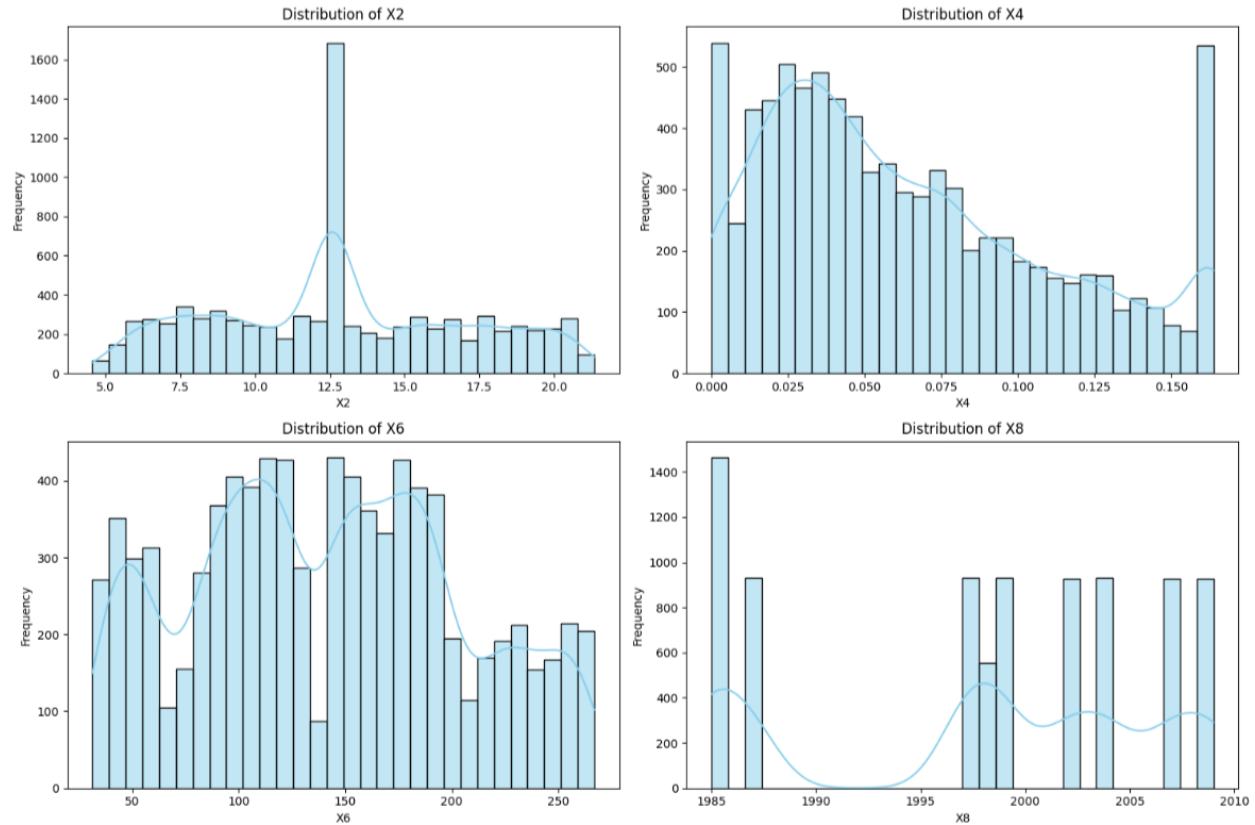 Distribution of X2
Frequency
1600
1400
1200
1000
800
600
400
200
0
5.0 7.5 10.0 12.5 15.0 17.5 20.0
X2
Distribution of X4
Frequency
500
400
300
200
100
0
0.000 0.025 0.050 0.075 0.100 0.125 0.150
X4
Distribution of X6
Frequency
400
300
200
100
0
50 100 150 200 250
X6
Distribution of X8
Frequency
1400
1200
1000
800
600
400
200
0
1985 1990 1995 2000 2005 2010
X8